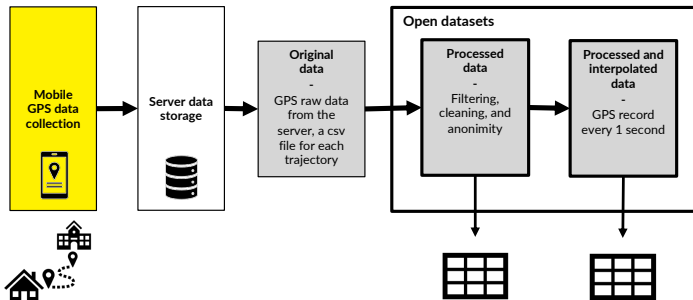 Open datasets
Mobile
GPS data
collection
Server data
storage
Original
data
-
GPS raw data
from the
server, a csv
file for each
trajectory
Processed
data
-
Filtering,
cleaning, and
anonimity
Processed and
interpolated
data
-
GPS record
every 1 second